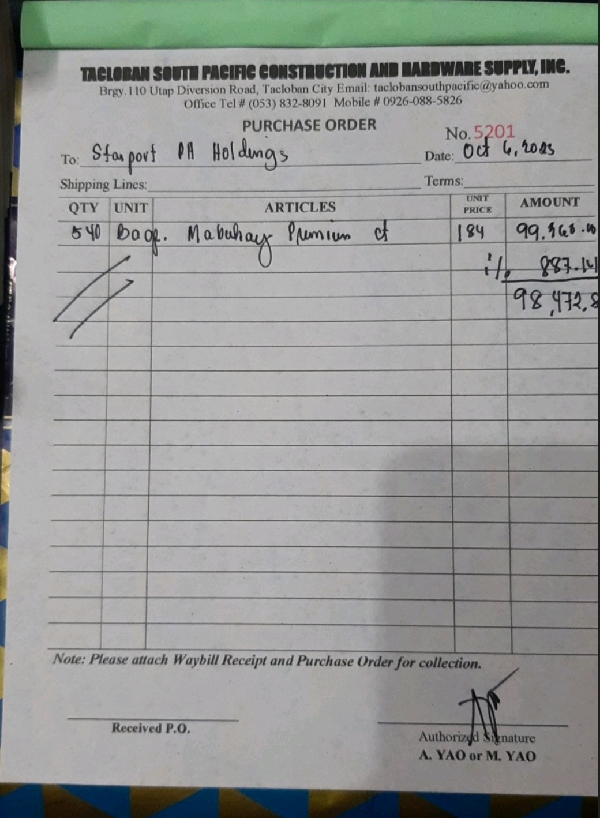 TACLOBAN SOUTH PACIFIC CONSTRUCTION AND HARDWARE SUPPLY, INC.
Brgy. 110 Utap Diversion Road, Tacloban City Email: taclobansouthpacific@yahoo.com
Office Tel # (053) 832-8091 Mobile # 0926-088-5826
PURCHASE ORDER
No. 5201
To: Starport PA Holdings Date: Oct 6, 2025
Shipping Lines: Terms:
QTY UNIT ARTICLES UNIT PRICE AMOUNT
540 Bags. Mabuhay Premium ct 184 99,360.00
1% 887.14
98,472.8
Note: Please attach Waybill Receipt and Purchase Order for collection.
Received P.O.
Authorized Signature
A. YAO or M. YAO